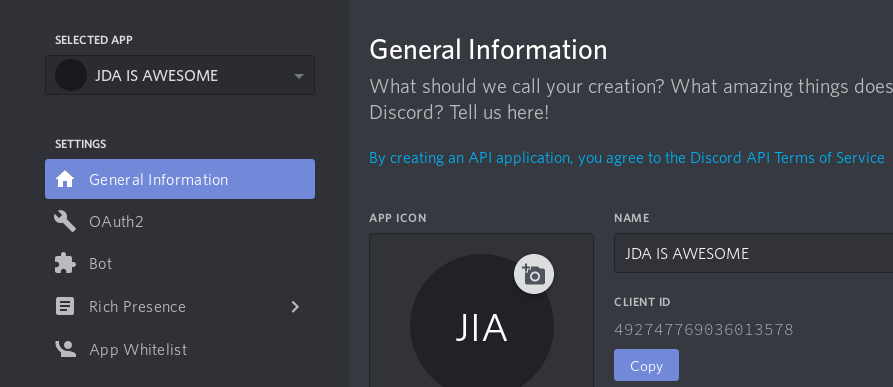 SELECTED APP
JDA IS AWESOME
SETTINGS
General Information
OAuth2
Bot
Rich Presence
App Whitelist
General Information
What should we call your creation? What amazing things does
Discord? Tell us here!
By creating an API application, you agree to the Discord API Terms of Service
APP ICON
JIA
NAME
JDA IS AWESOME
CLIENT ID
492747769036013578
Copy